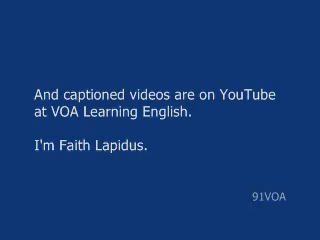 And captioned videos are on YouTube
at VOA Learning English.
I'm Faith Lapidus.
91VOA